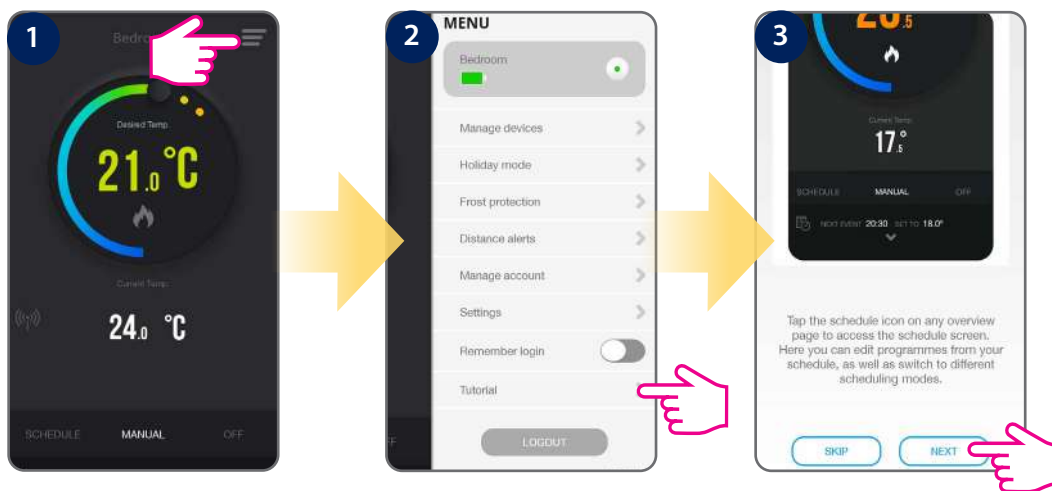 1
Bedro
Desired Temp.
21.0 °C
Current Temp.
24.0 °C
SCHEDULE MANUAL OFF
2
MENU
Bedroom
Manage devices
Holiday mode
Frost protection
Distance alerts
Manage account
Settings
Remember login
Tutorial
LOGOUT
3
.5
Current Temp.
17.5°
SCHEDULE MANUAL OFF
NEXT EVENT 20:30 SET TO 18.0°
Tap the schedule icon on any overview
page to access the schedule screen.
Here you can edit programmes from your
schedule, as well as switch to different
scheduling modes.
SKIP NEXT